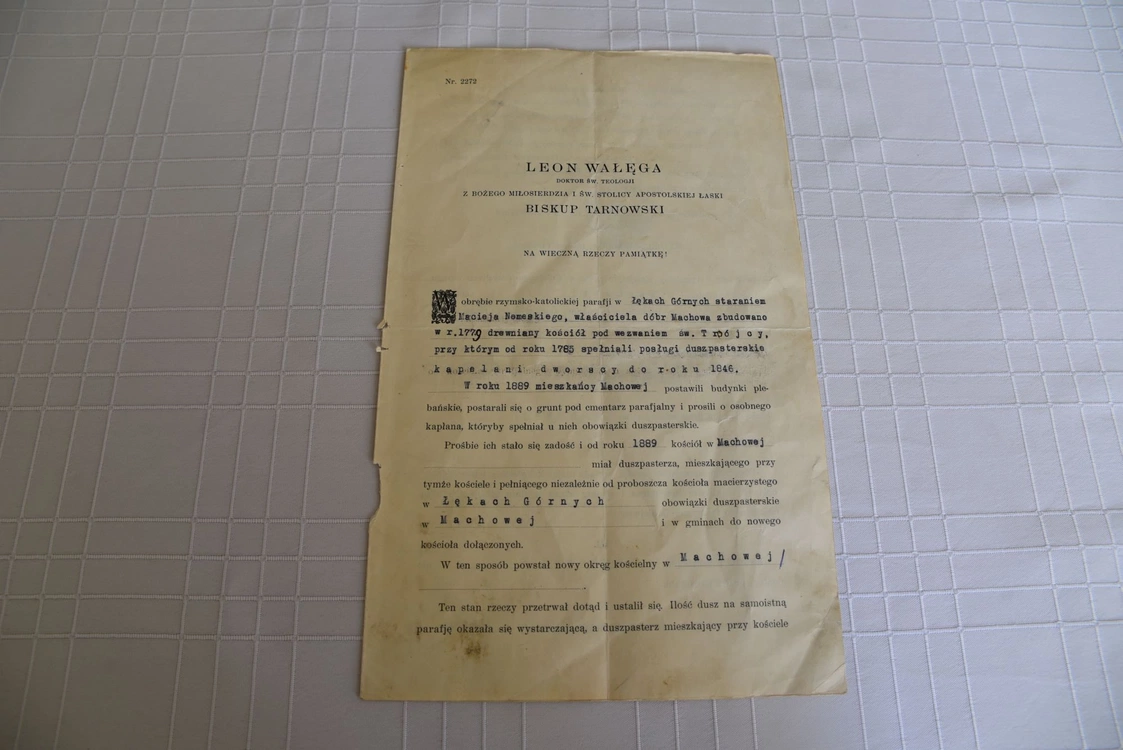 Nr. 2272
LEON WAŁĘGA
DOKTOR ŚW. TEOLOGJI
Z BOŻEGO MIŁOSIERDZIA I ŚW. STOLICY APOSTOLSKIEJ ŁASKI
BISKUP TARNOWSKI
NA WIECZNĄ RZECZY PAMIĄTKĘ!
W obrębie rzymsko-katolickiej parafji w Łękach Górnych staraniem
Macieja Nemeskiego, właściciela dóbr Machowa zbudowano
w r.1779 drewniany kościół pod wezwaniem św. Trójcy,
przy którym od roku 1785 spełniali posługi duszpasterskie
kapelani dworscy do roku 1846.
W roku 1889 mieszkańcy Machowej postawili budynki ple-
bańskie, postarali się o grunt pod cmentarz parafjalny i prosili o osobnego
kapłana, któryby spełniał u nich obowiązki duszpasterskie.
Prośbie ich stało się zadość i od roku 1889 kościół w Machowej
miał duszpasterza, mieszkającego przy
tymże kościele i pełniącego niezależnie od proboszcza kościoła macierzystego
w Łękach Górnych obowiązki duszpasterskie
w Machowej i w gminach do nowego
kościoła dołączonych.
W ten sposób powstał nowy okręg kościelny w Machowej/
.
Ten stan rzeczy przetrwał dotąd i ustalił się. Ilość dusz na samoistną
parafję okazała się wystarczającą, a duszpasterz mieszkający przy kościele